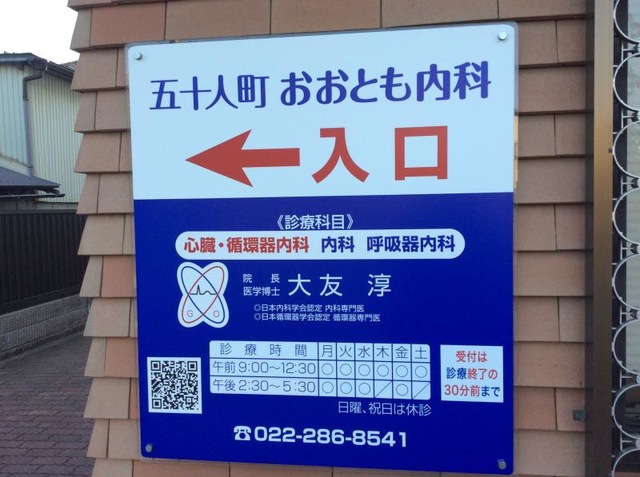 五十人町 おおとも内科
入口
《診療科目》
心臓・循環器内科 内科 呼吸器内科
院長
医学博士 大友 淳
◎日本内科学会認定 内科専門医
◎日本循環器学会認定 循環器専門医
GO
診療時間 月 火 水 木 金 土
午前 9:00〜12:30 ○ ○ ○ ○ ○ ○
午後 2:30〜5:30 ○ ○ ○ ／ ○ ／
受付は
診療終了の
30分前まで
日曜、祝日は休診
☎022-286-8541